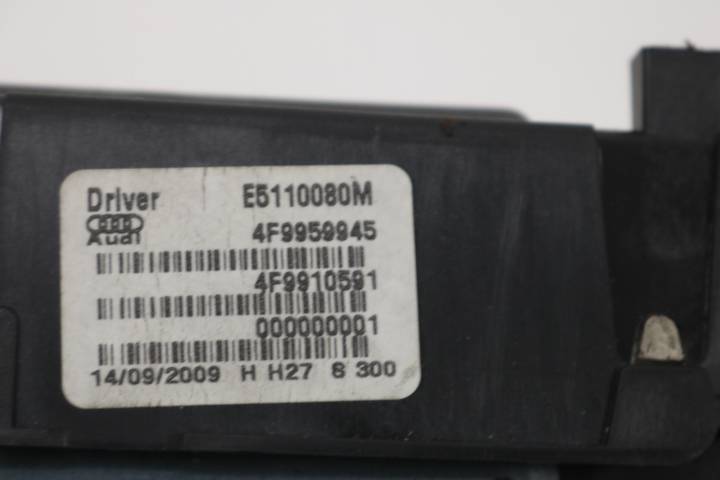 Driver E5110080M
Audi 4F9959945
4F9910591
000000001
14/09/2009 H H27 8 300